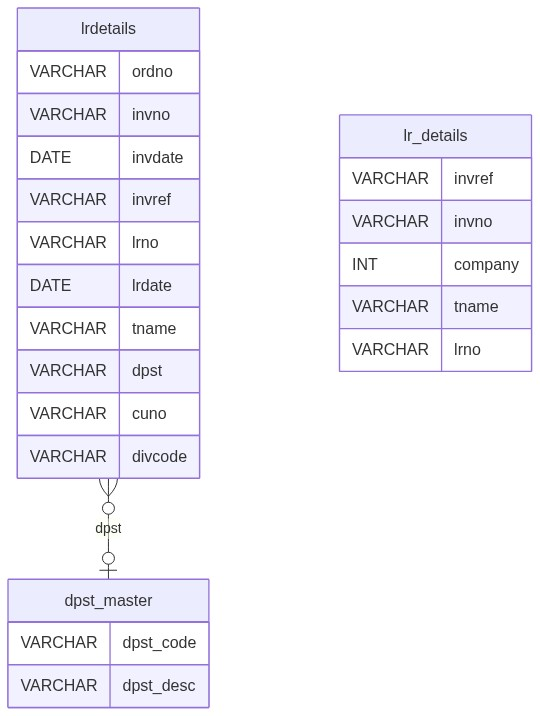 lrdetails
VARCHAR ordno
VARCHAR invno
DATE invdate
VARCHAR invref
VARCHAR lrno
DATE lrdate
VARCHAR tname
VARCHAR dpst
VARCHAR cuno
VARCHAR divcode
dpst
dpst_master
VARCHAR dpst_code
VARCHAR dpst_desc
lr_details
VARCHAR invref
VARCHAR invno
INT company
VARCHAR tname
VARCHAR lrno